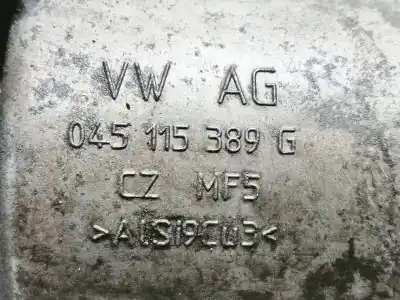 VW AG
045 115 389 G
CZ MF5
>AlSi9Cu3<